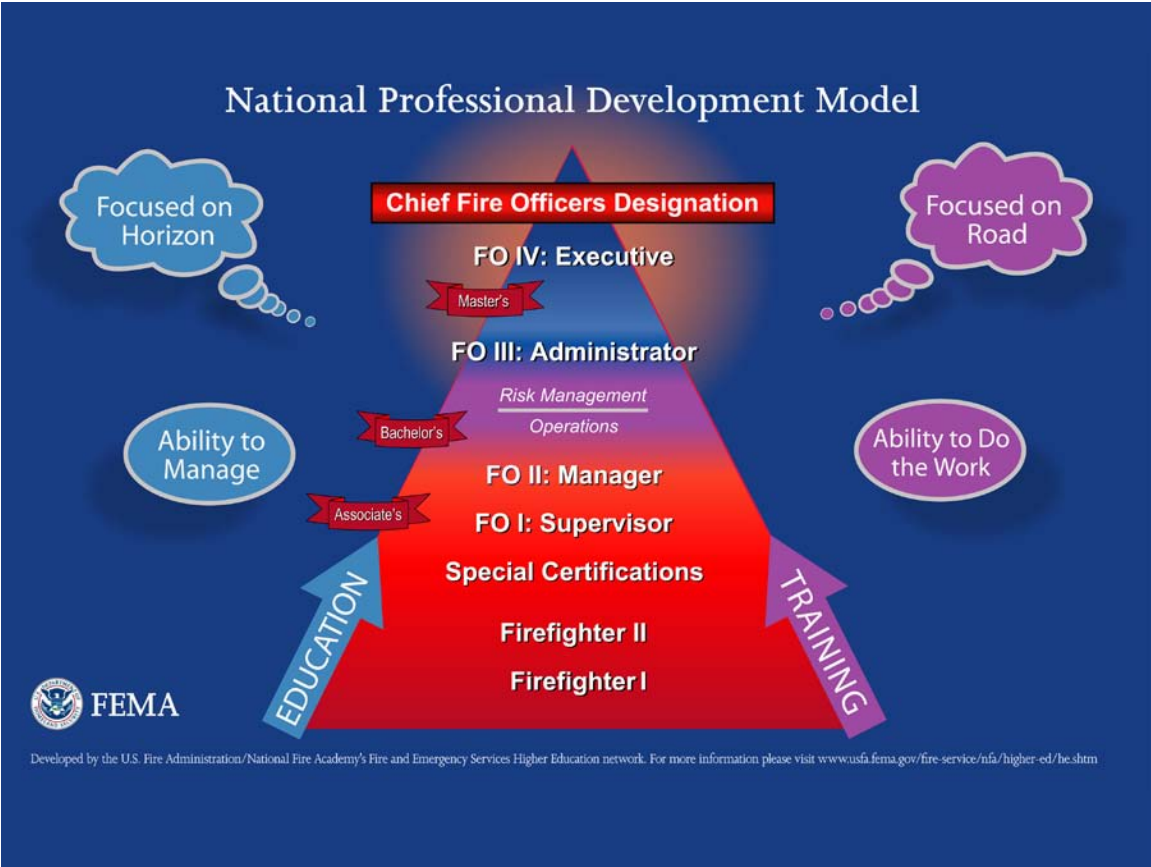 National Professional Development Model
Focused on
Horizon
Focused on
Road
Chief Fire Officers Designation
FO IV: Executive
Master's
FO III: Administrator
Risk Management
Operations
Bachelor's
Ability to
Manage
Ability to Do
the Work
FO II: Manager
Associate's
FO I: Supervisor
Special Certifications
EDUCATION
TRAINING
Firefighter II
Firefighter I
U.S. DEPARTMENT OF HOMELAND SECURITY
FEMA
Developed by the U.S. Fire Administration/National Fire Academy's Fire and Emergency Services Higher Education network. For more information please visit www.usfa.fema.gov/fire-service/nfa/higher-ed/he.shtm